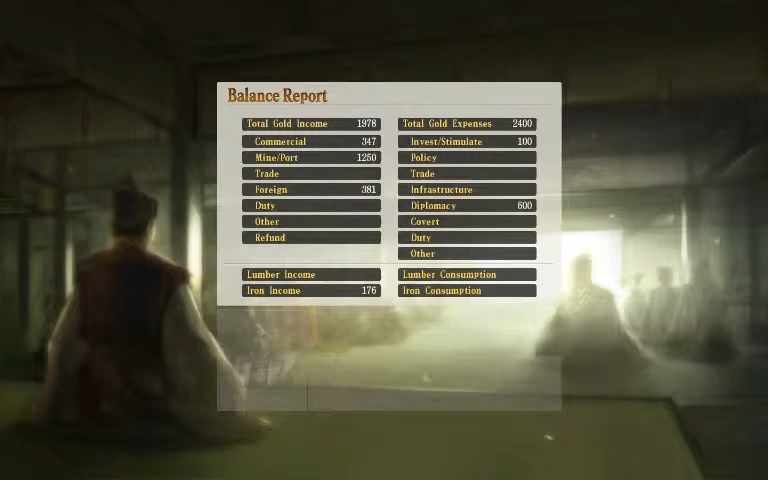 Balance Report
Total Gold Income 1978
Commercial 347
Mine/Port 1250
Trade
Foreign 381
Duty
Other
Refund
Lumber Income
Iron Income 176
Total Gold Expenses 2400
Invest/Stimulate 100
Policy
Trade
Infrastructure
Diplomacy 600
Covert
Duty
Other
Lumber Consumption
Iron Consumption